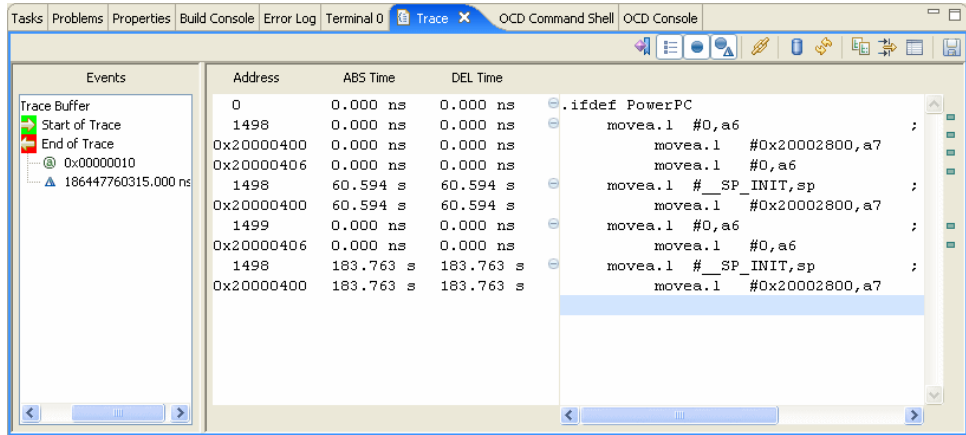 Tasks Problems Properties Build Console Error Log Terminal 0 Trace OCD Command Shell OCD Console
Events Address ABS Time DEL Time
Trace Buffer
Start of Trace
End of Trace
@ 0x00000010
186447760315.000 ns
0 0.000 ns 0.000 ns .ifdef PowerPC
1498 0.000 ns 0.000 ns movea.l #0,a6 ;
0x20000400 0.000 ns 0.000 ns movea.l #0x20002800,a7
0x20000406 0.000 ns 0.000 ns movea.l #0,a6
1498 60.594 s 60.594 s movea.l #__SP_INIT,sp ;
0x20000400 60.594 s 60.594 s movea.l #0x20002800,a7
1499 0.000 ns 0.000 ns movea.l #0,a6 ;
0x20000406 0.000 ns 0.000 ns movea.l #0,a6
1498 183.763 s 183.763 s movea.l #__SP_INIT,sp ;
0x20000400 183.763 s 183.763 s movea.l #0x20002800,a7